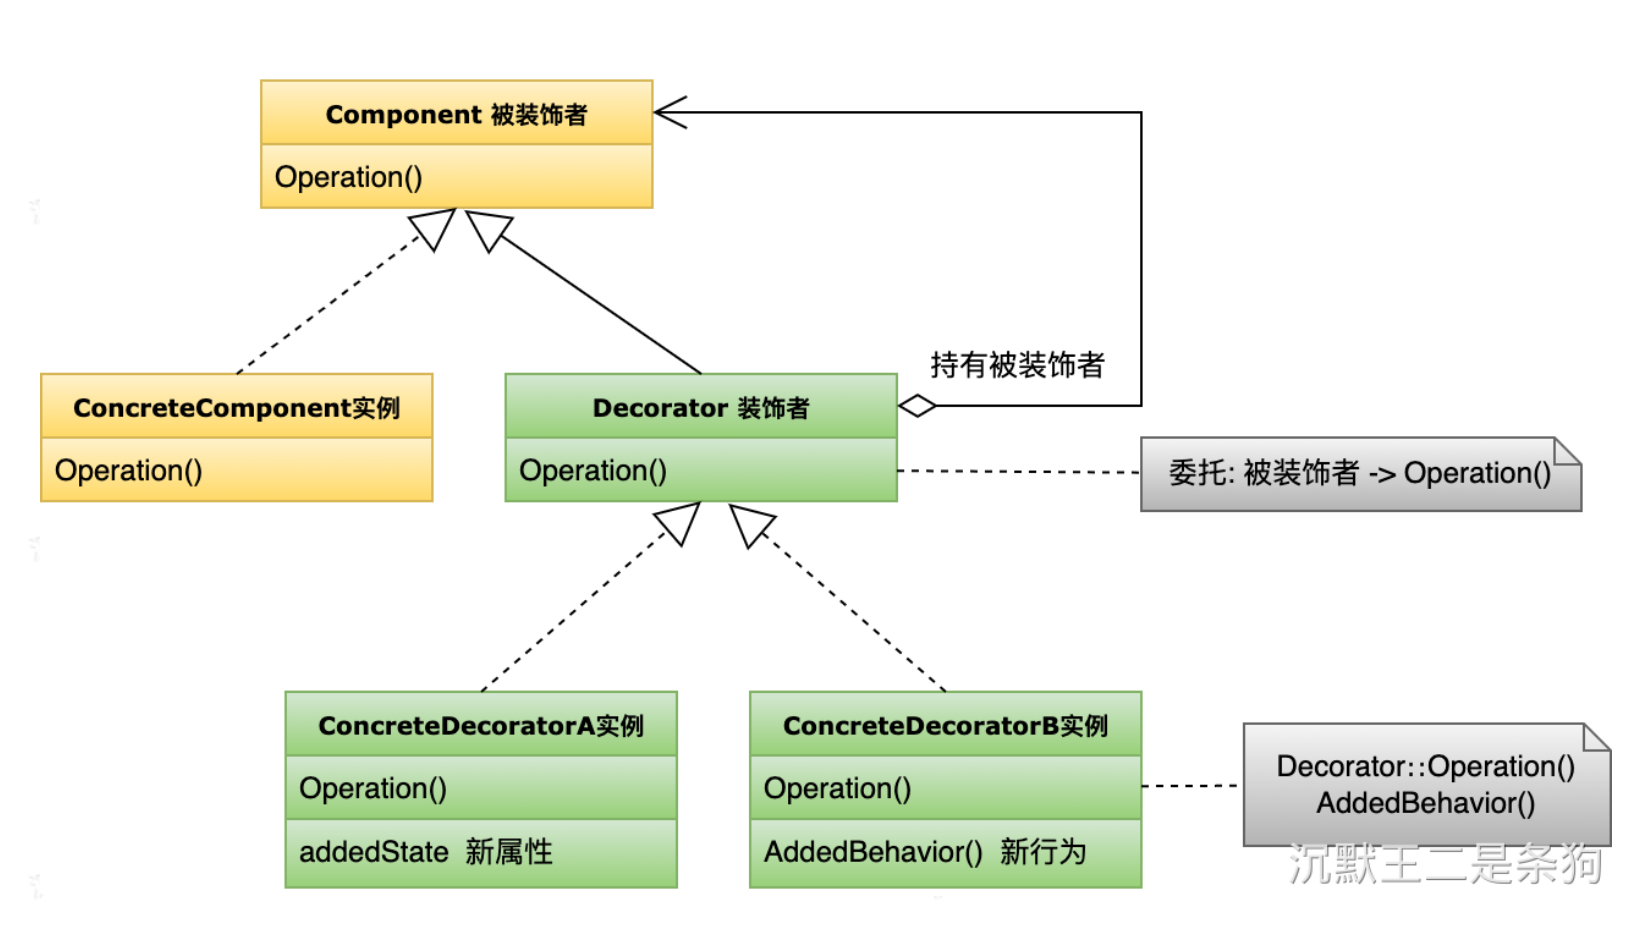 Component 被装饰者
Operation()
持有被装饰者
ConcreteComponent实例
Operation()
Decorator 装饰者
Operation()
委托: 被装饰者 -> Operation()
ConcreteDecoratorA实例
Operation()
addedState 新属性
ConcreteDecoratorB实例
Operation()
AddedBehavior() 新行为
Decorator::Operation()
AddedBehavior()
沉默王二是条狗